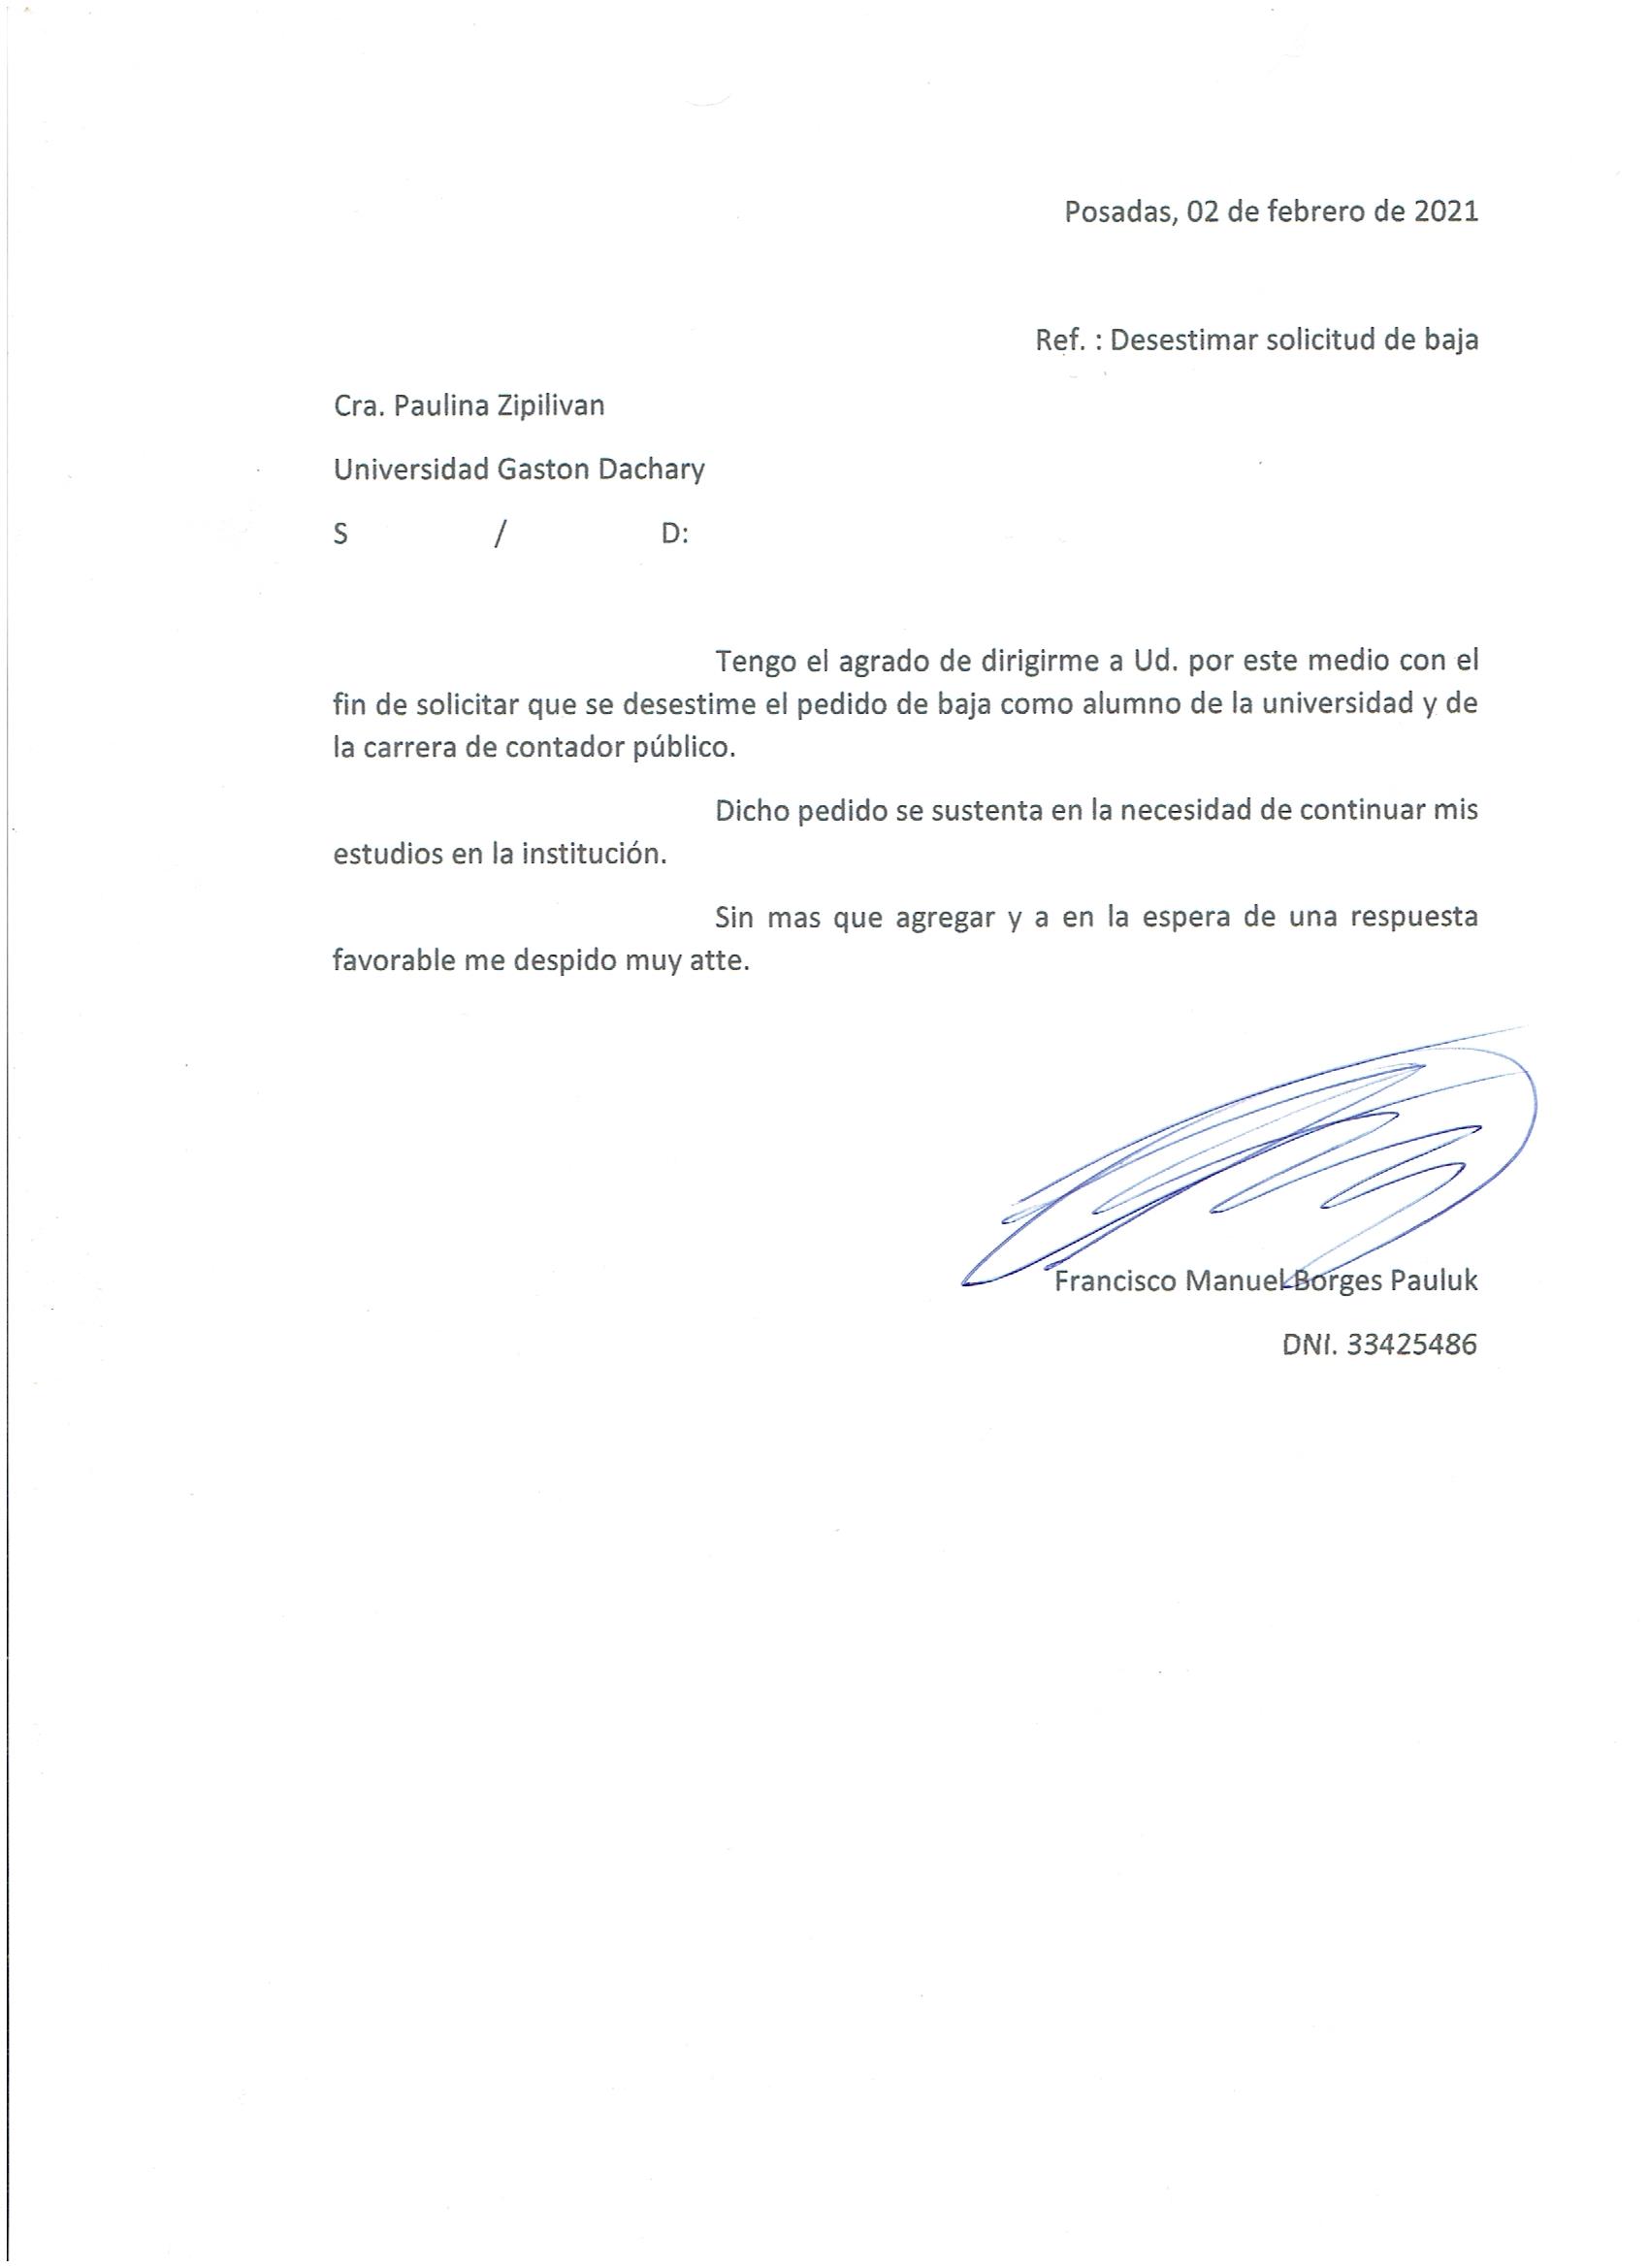 Posadas, 02 de febrero de 2021
Ref. : Desestimar solicitud de baja
Cra. Paulina Zipilivan
Universidad Gaston Dachary
S / D:
Tengo el agrado de dirigirme a Ud. por este medio con el
fin de solicitar que se desestime el pedido de baja como alumno de la universidad y de
la carrera de contador público.
Dicho pedido se sustenta en la necesidad de continuar mis
estudios en la institución.
Sin mas que agregar y a en la espera de una respuesta
favorable me despido muy atte.
Francisco Manuel Borges Pauluk
DNI. 33425486